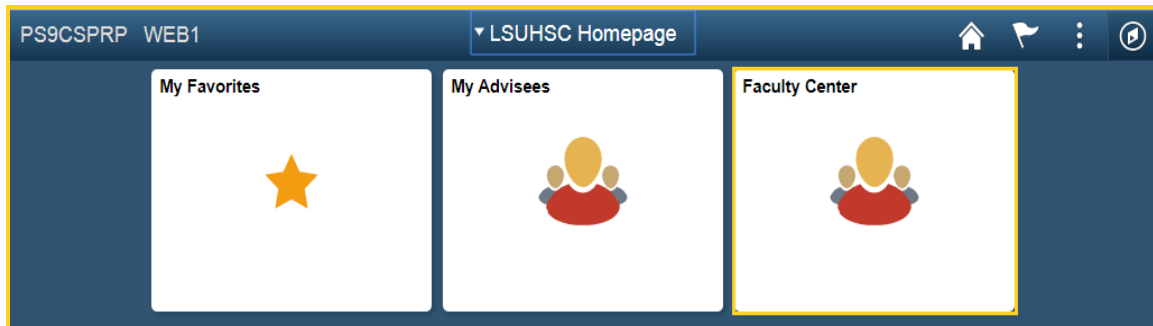 PS9CSPRP WEB1
LSUHSC Homepage
My Favorites
My Advisees
Faculty Center